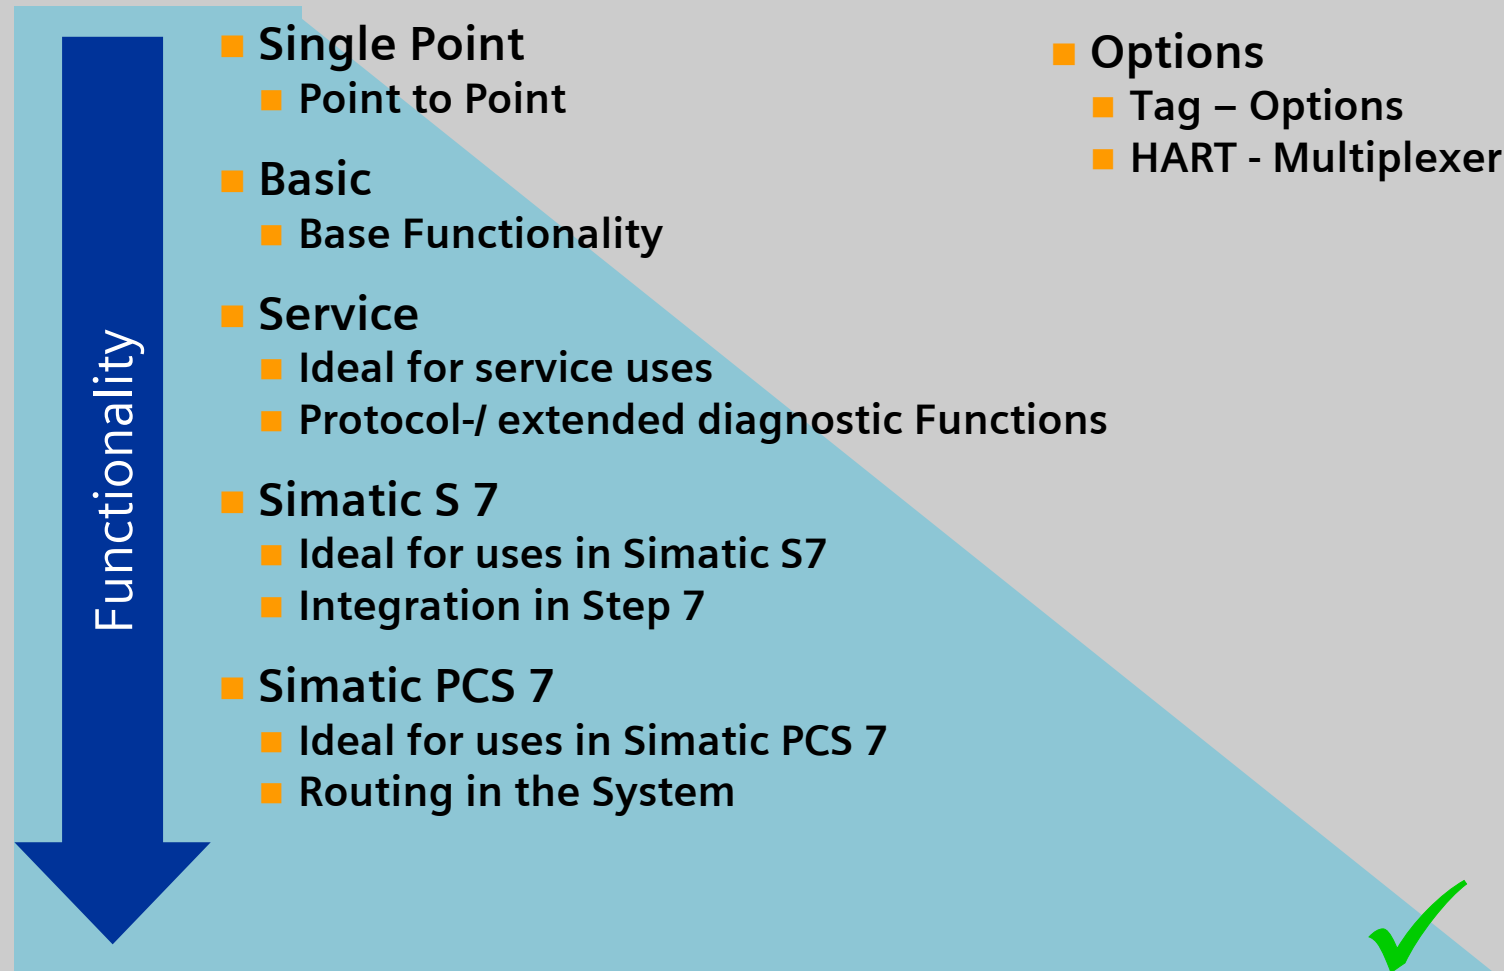 Functionality
Single Point
Point to Point
Basic
Base Functionality
Service
Ideal for service uses
Protocol-/ extended diagnostic Functions
Simatic S 7
Ideal for uses in Simatic S7
Integration in Step 7
Simatic PCS 7
Ideal for uses in Simatic PCS 7
Routing in the System
Options
Tag – Options
HART - Multiplexer